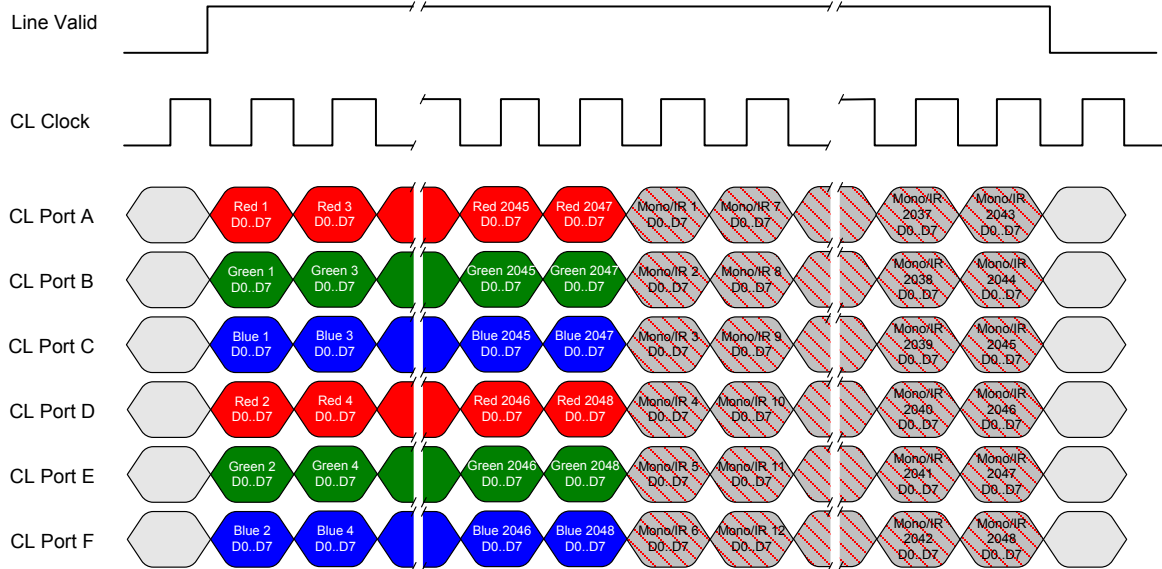 Line Valid
CL Clock
CL Port A
Red 1
D0..D7
Red 3
D0..D7
Red 2045
D0..D7
Red 2047
D0..D7
Mono/IR 1
D0..D7
Mono/IR 7
D0..D7
Mono/IR
2037
D0..D7
Mono/IR
2043
D0..D7
CL Port B
Green 1
D0..D7
Green 3
D0..D7
Green 2045
D0..D7
Green 2047
D0..D7
Mono/IR 2
D0..D7
Mono/IR 8
D0..D7
Mono/IR
2038
D0..D7
Mono/IR
2044
D0..D7
CL Port C
Blue 1
D0..D7
Blue 3
D0..D7
Blue 2045
D0..D7
Blue 2047
D0..D7
Mono/IR 3
D0..D7
Mono/IR 9
D0..D7
Mono/IR
2039
D0..D7
Mono/IR
2045
D0..D7
CL Port D
Red 2
D0..D7
Red 4
D0..D7
Red 2046
D0..D7
Red 2048
D0..D7
Mono/IR 4
D0..D7
Mono/IR 10
D0..D7
Mono/IR
2040
D0..D7
Mono/IR
2046
D0..D7
CL Port E
Green 2
D0..D7
Green 4
D0..D7
Green 2046
D0..D7
Green 2048
D0..D7
Mono/IR 5
D0..D7
Mono/IR 11
D0..D7
Mono/IR
2041
D0..D7
Mono/IR
2047
D0..D7
CL Port F
Blue 2
D0..D7
Blue 4
D0..D7
Blue 2046
D0..D7
Blue 2048
D0..D7
Mono/IR 6
D0..D7
Mono/IR 12
D0..D7
Mono/IR
2042
D0..D7
Mono/IR
2048
D0..D7